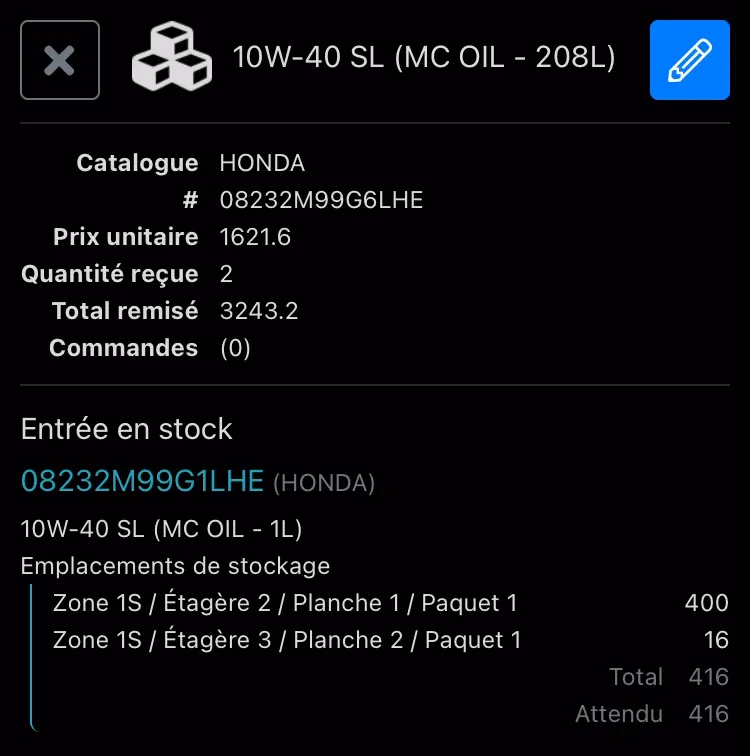 10W-40 SL (MC OIL - 208L)
Catalogue HONDA
# 08232M99G6LHE
Prix unitaire 1621.6
Quantité reçue 2
Total remisé 3243.2
Commandes (0)
Entrée en stock
08232M99G1LHE (HONDA)
10W-40 SL (MC OIL - 1L)
Emplacements de stockage
Zone 1S / Étagère 2 / Planche 1 / Paquet 1 400
Zone 1S / Étagère 3 / Planche 2 / Paquet 1 16
Total 416
Attendu 416